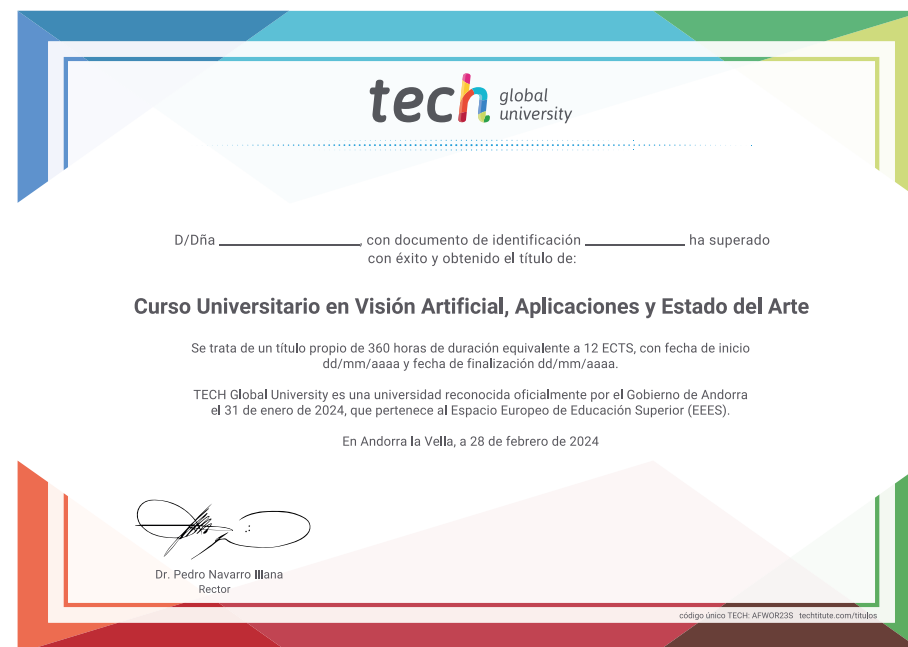 tech global university
D/Dña ______________, con documento de identificación __________ ha superado
con éxito y obtenido el título de:
Curso Universitario en Visión Artificial, Aplicaciones y Estado del Arte
Se trata de un título propio de 360 horas de duración equivalente a 12 ECTS, con fecha de inicio
dd/mm/aaaa y fecha de finalización dd/mm/aaaa.
TECH Global University es una universidad reconocida oficialmente por el Gobierno de Andorra
el 31 de enero de 2024, que pertenece al Espacio Europeo de Educación Superior (EEES).
En Andorra la Vella, a 28 de febrero de 2024
Dr. Pedro Navarro Illana
Rector
código único TECH: AFWOR23S techtitute.com/titulos